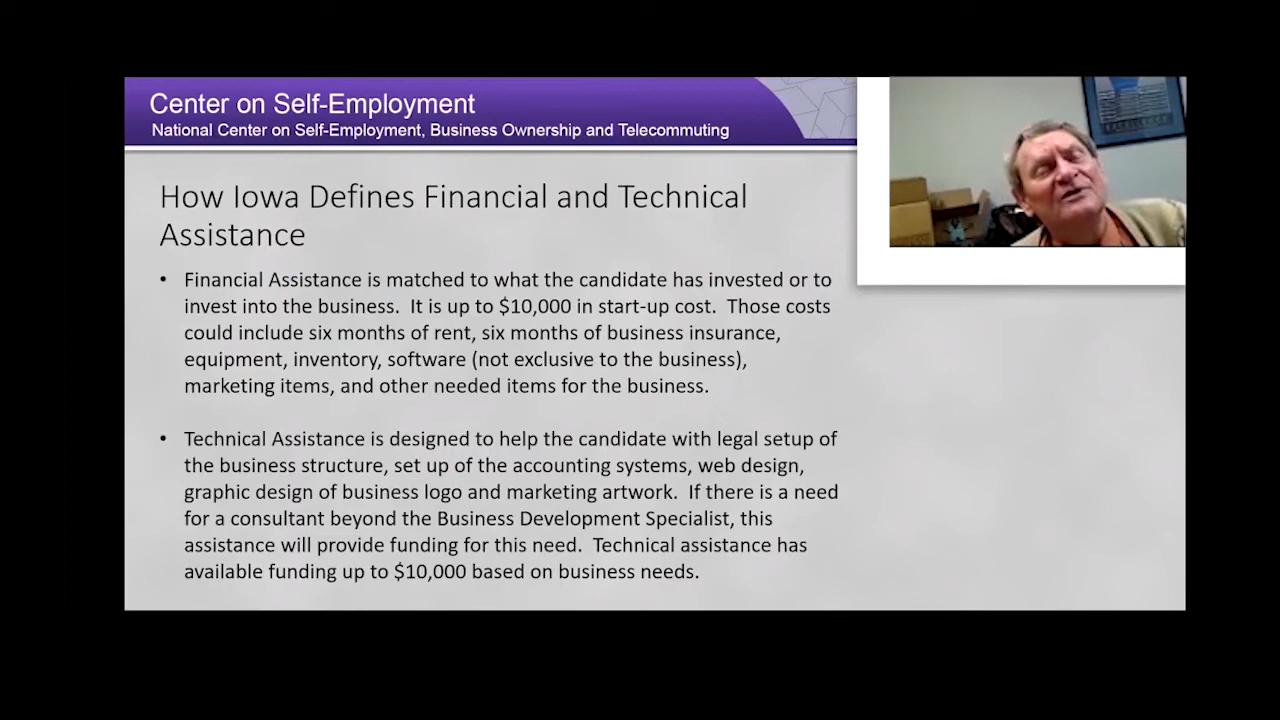 Center on Self-Employment
National Center on Self-Employment, Business Ownership and Telecommuting
How Iowa Defines Financial and Technical
Assistance
• Financial Assistance is matched to what the candidate has invested or to
invest into the business.  It is up to $10,000 in start-up cost.  Those costs
could include six months of rent, six months of business insurance,
equipment, inventory, software (not exclusive to the business),
marketing items, and other needed items for the business.
• Technical Assistance is designed to help the candidate with legal setup of
the business structure, set up of the accounting systems, web design,
graphic design of business logo and marketing artwork.  If there is a need
for a consultant beyond the Business Development Specialist, this
assistance will provide funding for this need.  Technical assistance has
available funding up to $10,000 based on business needs.